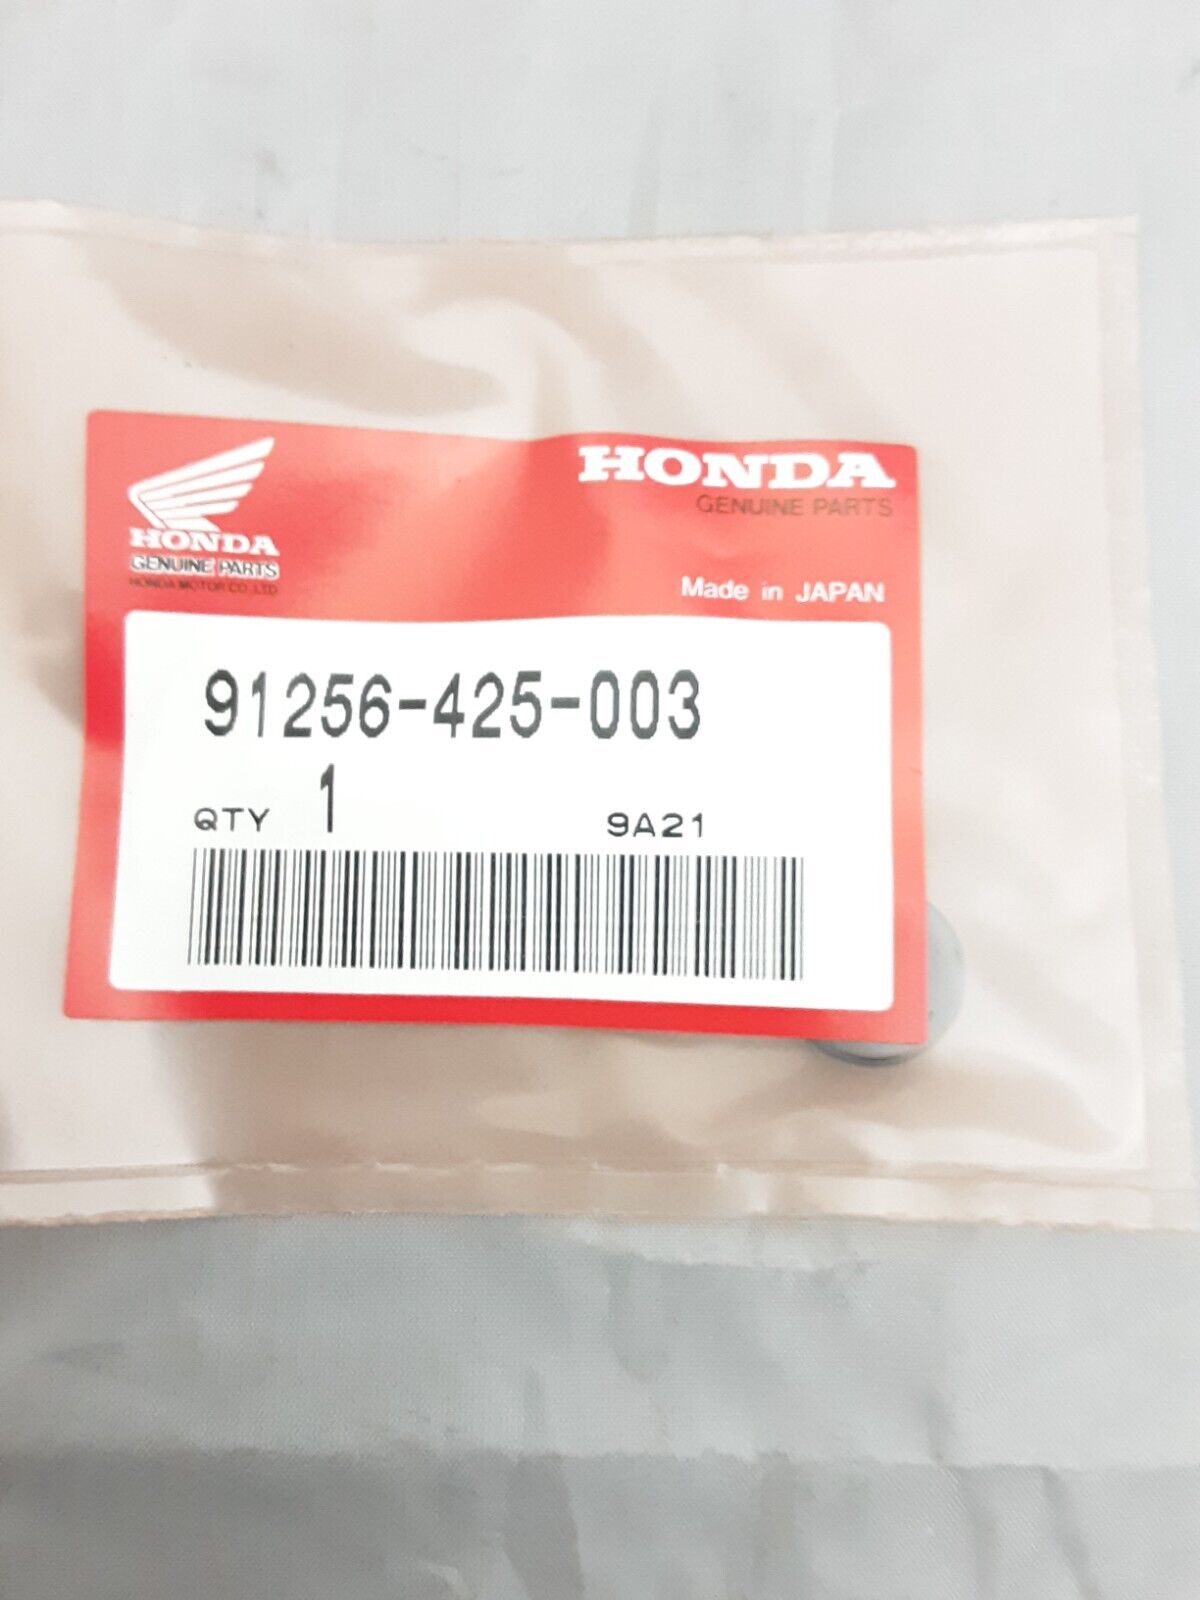 HONDA
GENUINE PARTS
HONDA MOTOR CO., LTD
HONDA
GENUINE PARTS
Made in JAPAN
91256-425-003
QTY 1 9A21